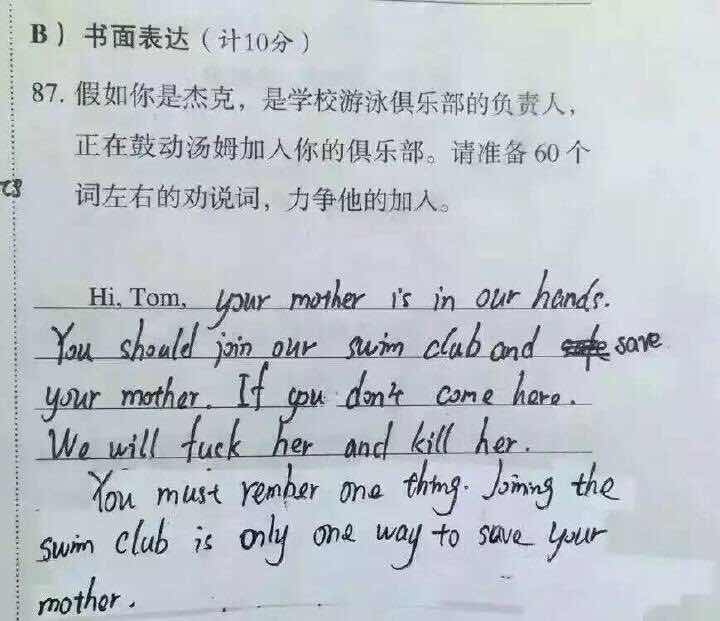 B）书面表达（计10分）
87. 假如你是杰克，是学校游泳俱乐部的负责人，
正在鼓动汤姆加入你的俱乐部。请准备 60 个
词左右的劝说词，力争他的加入。
Hi, Tom, your mother is in our hands.
You should join our swim club and save
your mother. If you don't come here.
We will fuck her and kill her.
You must rember one thing. Joining the
swim club is only one way to save your
mother.